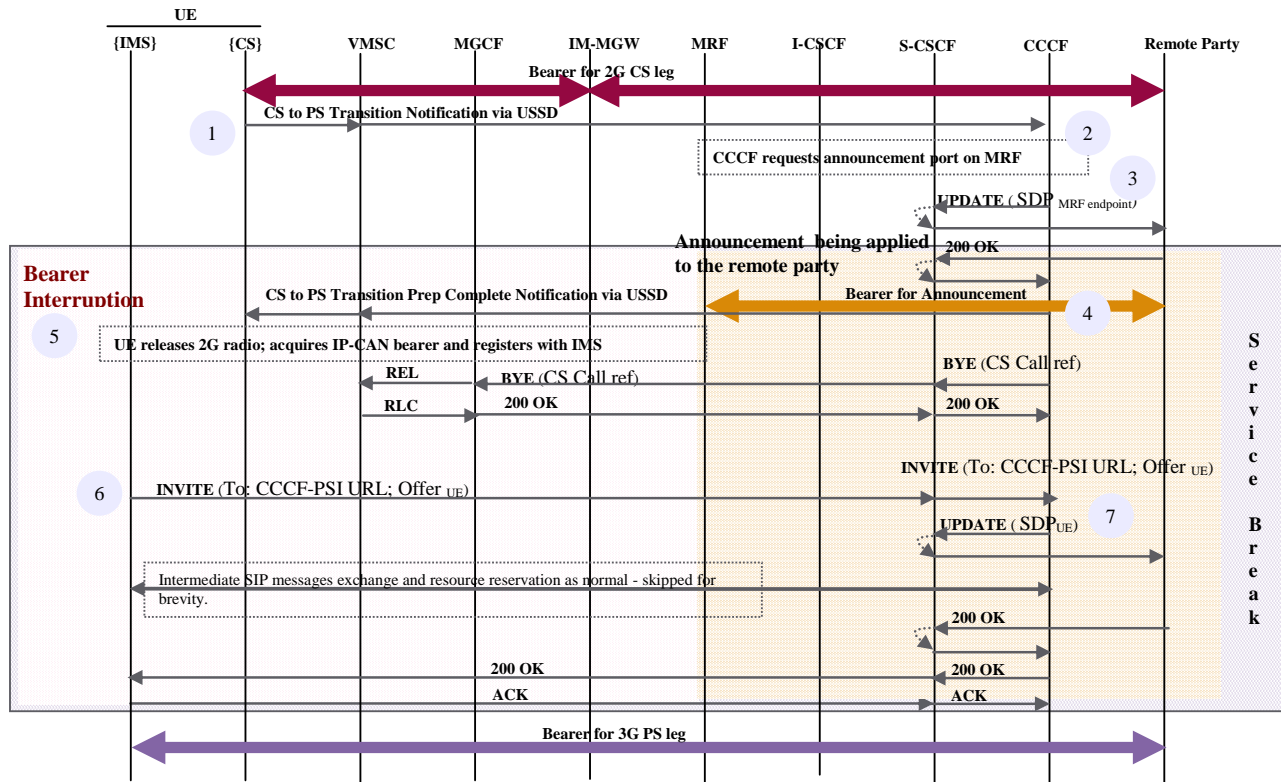 UE
{IMS} {CS} VMSC MGCF IM-MGW MRF I-CSCF S-CSCF CCCF Remote Party
Bearer for 2G CS leg
CS to PS Transition Notification via USSD
1
2
CCCF requests announcement port on MRF
3
UPDATE ( SDP MRF endpoint)
Announcement being applied
to the remote party
200 OK
Bearer
Interruption
CS to PS Transition Prep Complete Notification via USSD
Bearer for Announcement
4
5
UE releases 2G radio; acquires IP-CAN bearer and registers with IMS
REL
BYE (CS Call ref)
BYE (CS Call ref)
RLC
200 OK
200 OK
Service Break
INVITE (To: CCCF-PSI URL; Offer UE)
6
INVITE (To: CCCF-PSI URL; Offer UE)
7
UPDATE ( SDPUE)
Intermediate SIP messages exchange and resource reservation as normal - skipped for
brevity.
200 OK
200 OK
200 OK
ACK
ACK
Bearer for 3G PS leg